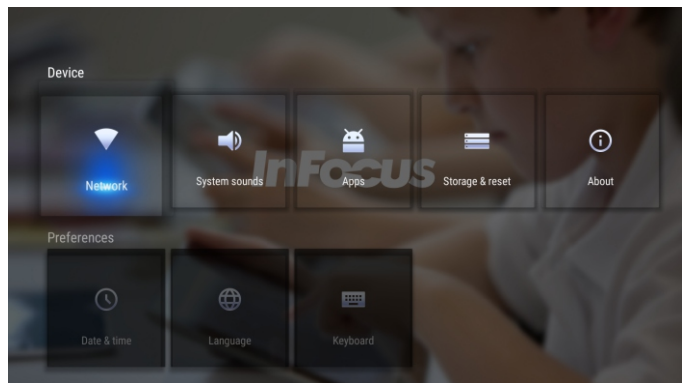 Device
Network
System sounds
Apps
Storage & reset
About
InFocus
Preferences
Date & time
Language
Keyboard